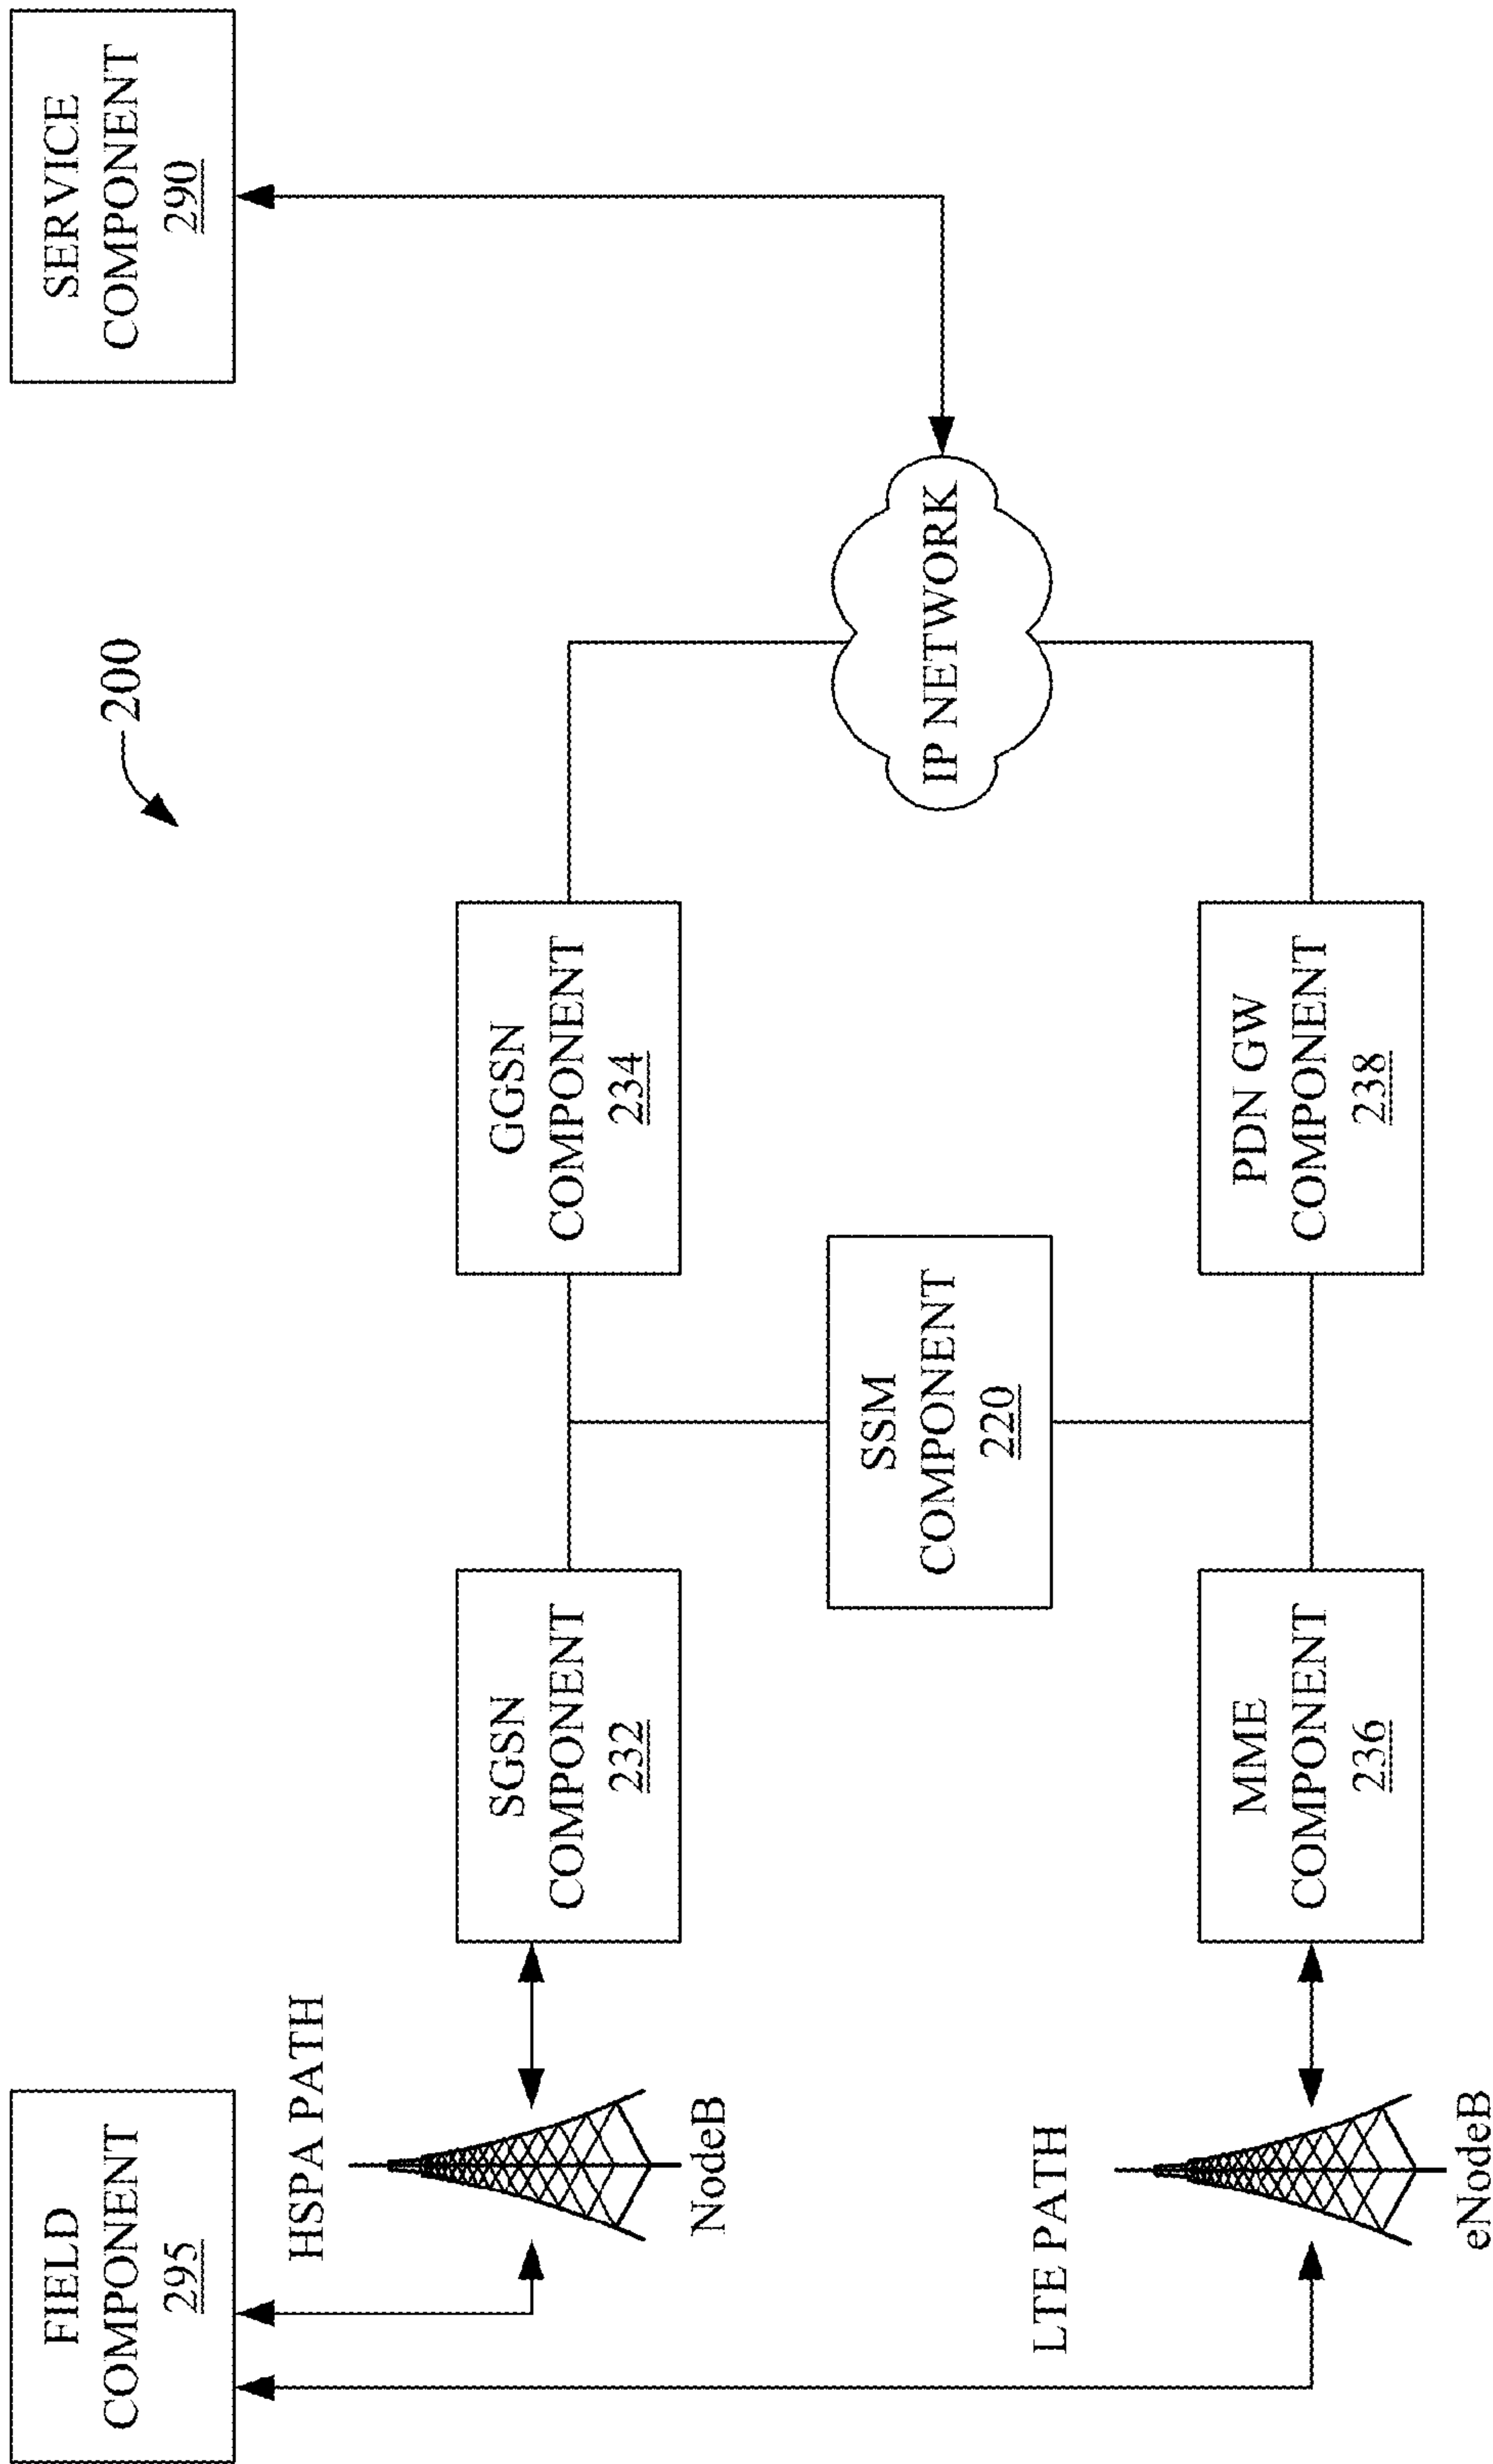 200
FIELD
COMPONENT
295
SERVICE
COMPONENT
290
HSPA PATH
NodeB
SGSN
COMPONENT
232
GGSN
COMPONENT
234
SSM
COMPONENT
220
IP NETWORK
LTE PATH
eNodeB
MME
COMPONENT
236
PDN GW
COMPONENT
238